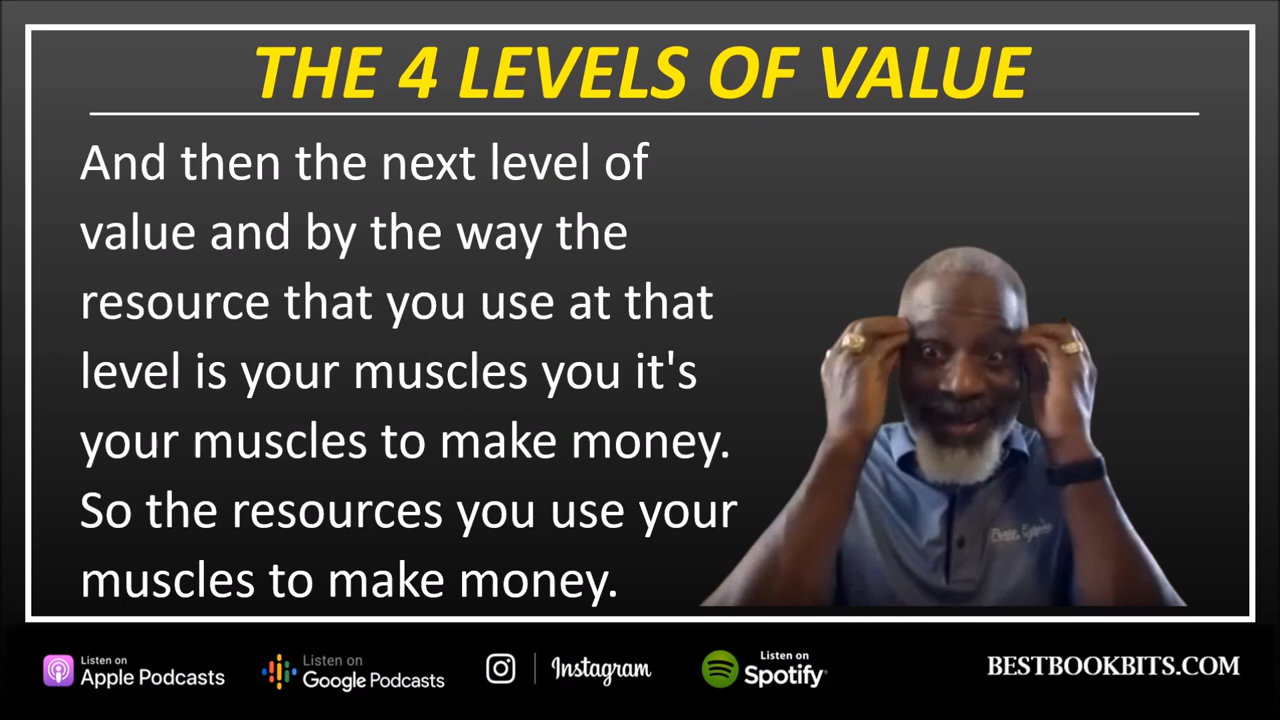 THE 4 LEVELS OF VALUE
And then the next level of
value and by the way the
resource that you use at that
level is your muscles you it's
your muscles to make money.
So the resources you use your
muscles to make money.
Listen on
Apple Podcasts
Listen on
Google Podcasts
Instagram
Listen on
Spotify
BESTBOOKBITS.COM